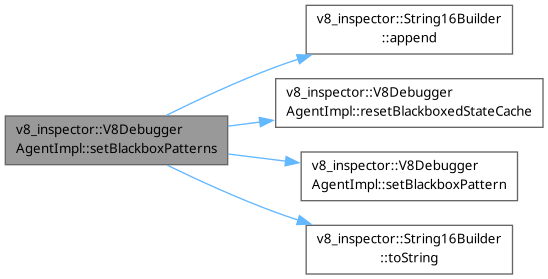 v8_inspector::String16Builder
::append
v8_inspector::V8Debugger
AgentImpl::resetBlackboxedStateCache
v8_inspector::V8Debugger
AgentImpl::setBlackboxPatterns
v8_inspector::V8Debugger
AgentImpl::setBlackboxPattern
v8_inspector::String16Builder
::toString